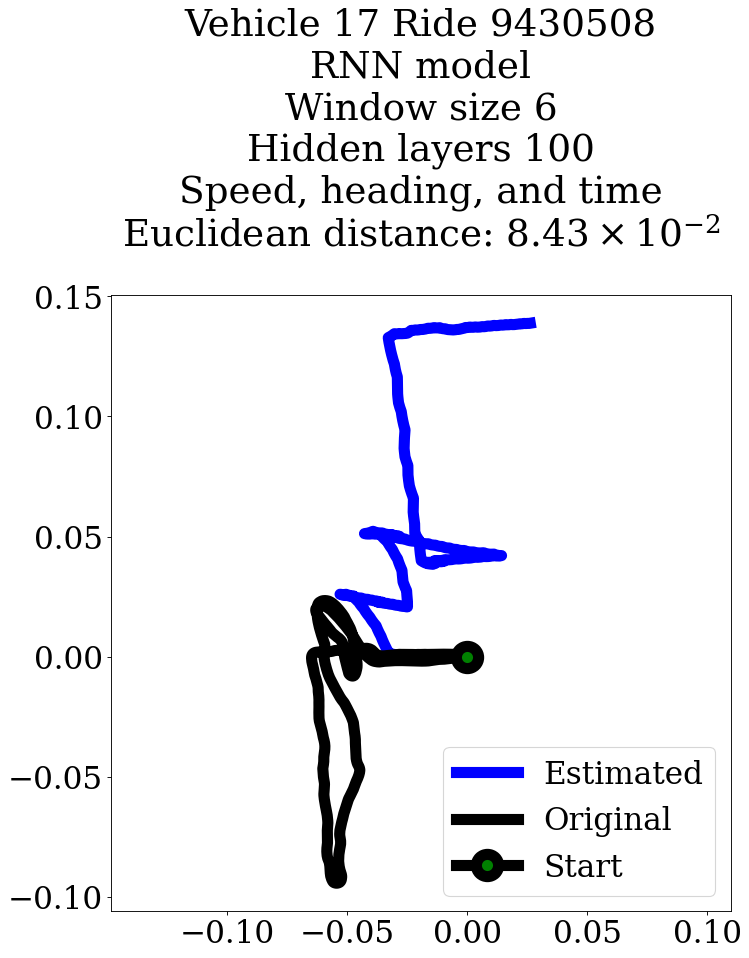 Vehicle 17 Ride 9430508
RNN model
Window size 6
Hidden layers 100
Speed, heading, and time
Euclidean distance: 8.43 × 10⁻²
0.15
0.10
0.05
0.00
−0.05
−0.10
Estimated
Original
Start
−0.10 −0.05 0.00 0.05 0.10